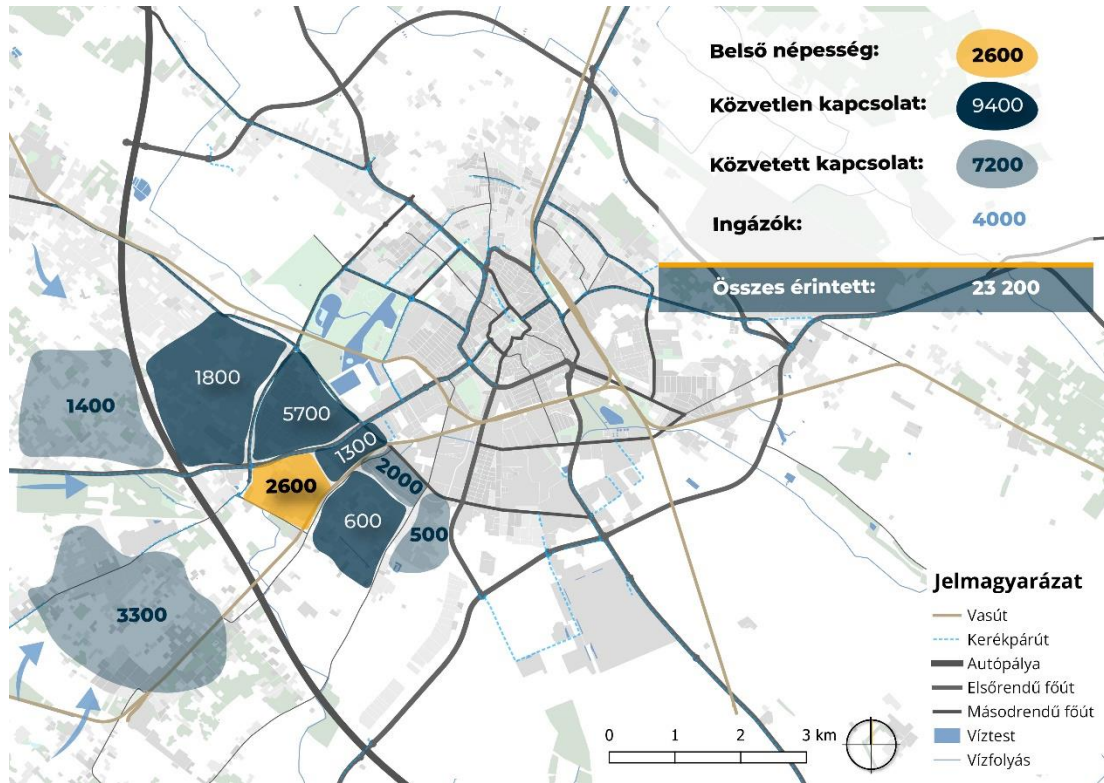 Belső népesség: 2600
Közvetlen kapcsolat: 9400
Közvetett kapcsolat: 7200
Ingázók: 4000
Összes érintett: 23 200
1800
1400
5700
1300
2000
2600
600
500
3300
Jelmagyarázat
Vasút
Kerékpárút
Autópálya
Elsőrendű főút
Másodrendű főút
Víztest
Vízfolyás
0 1 2 3 km